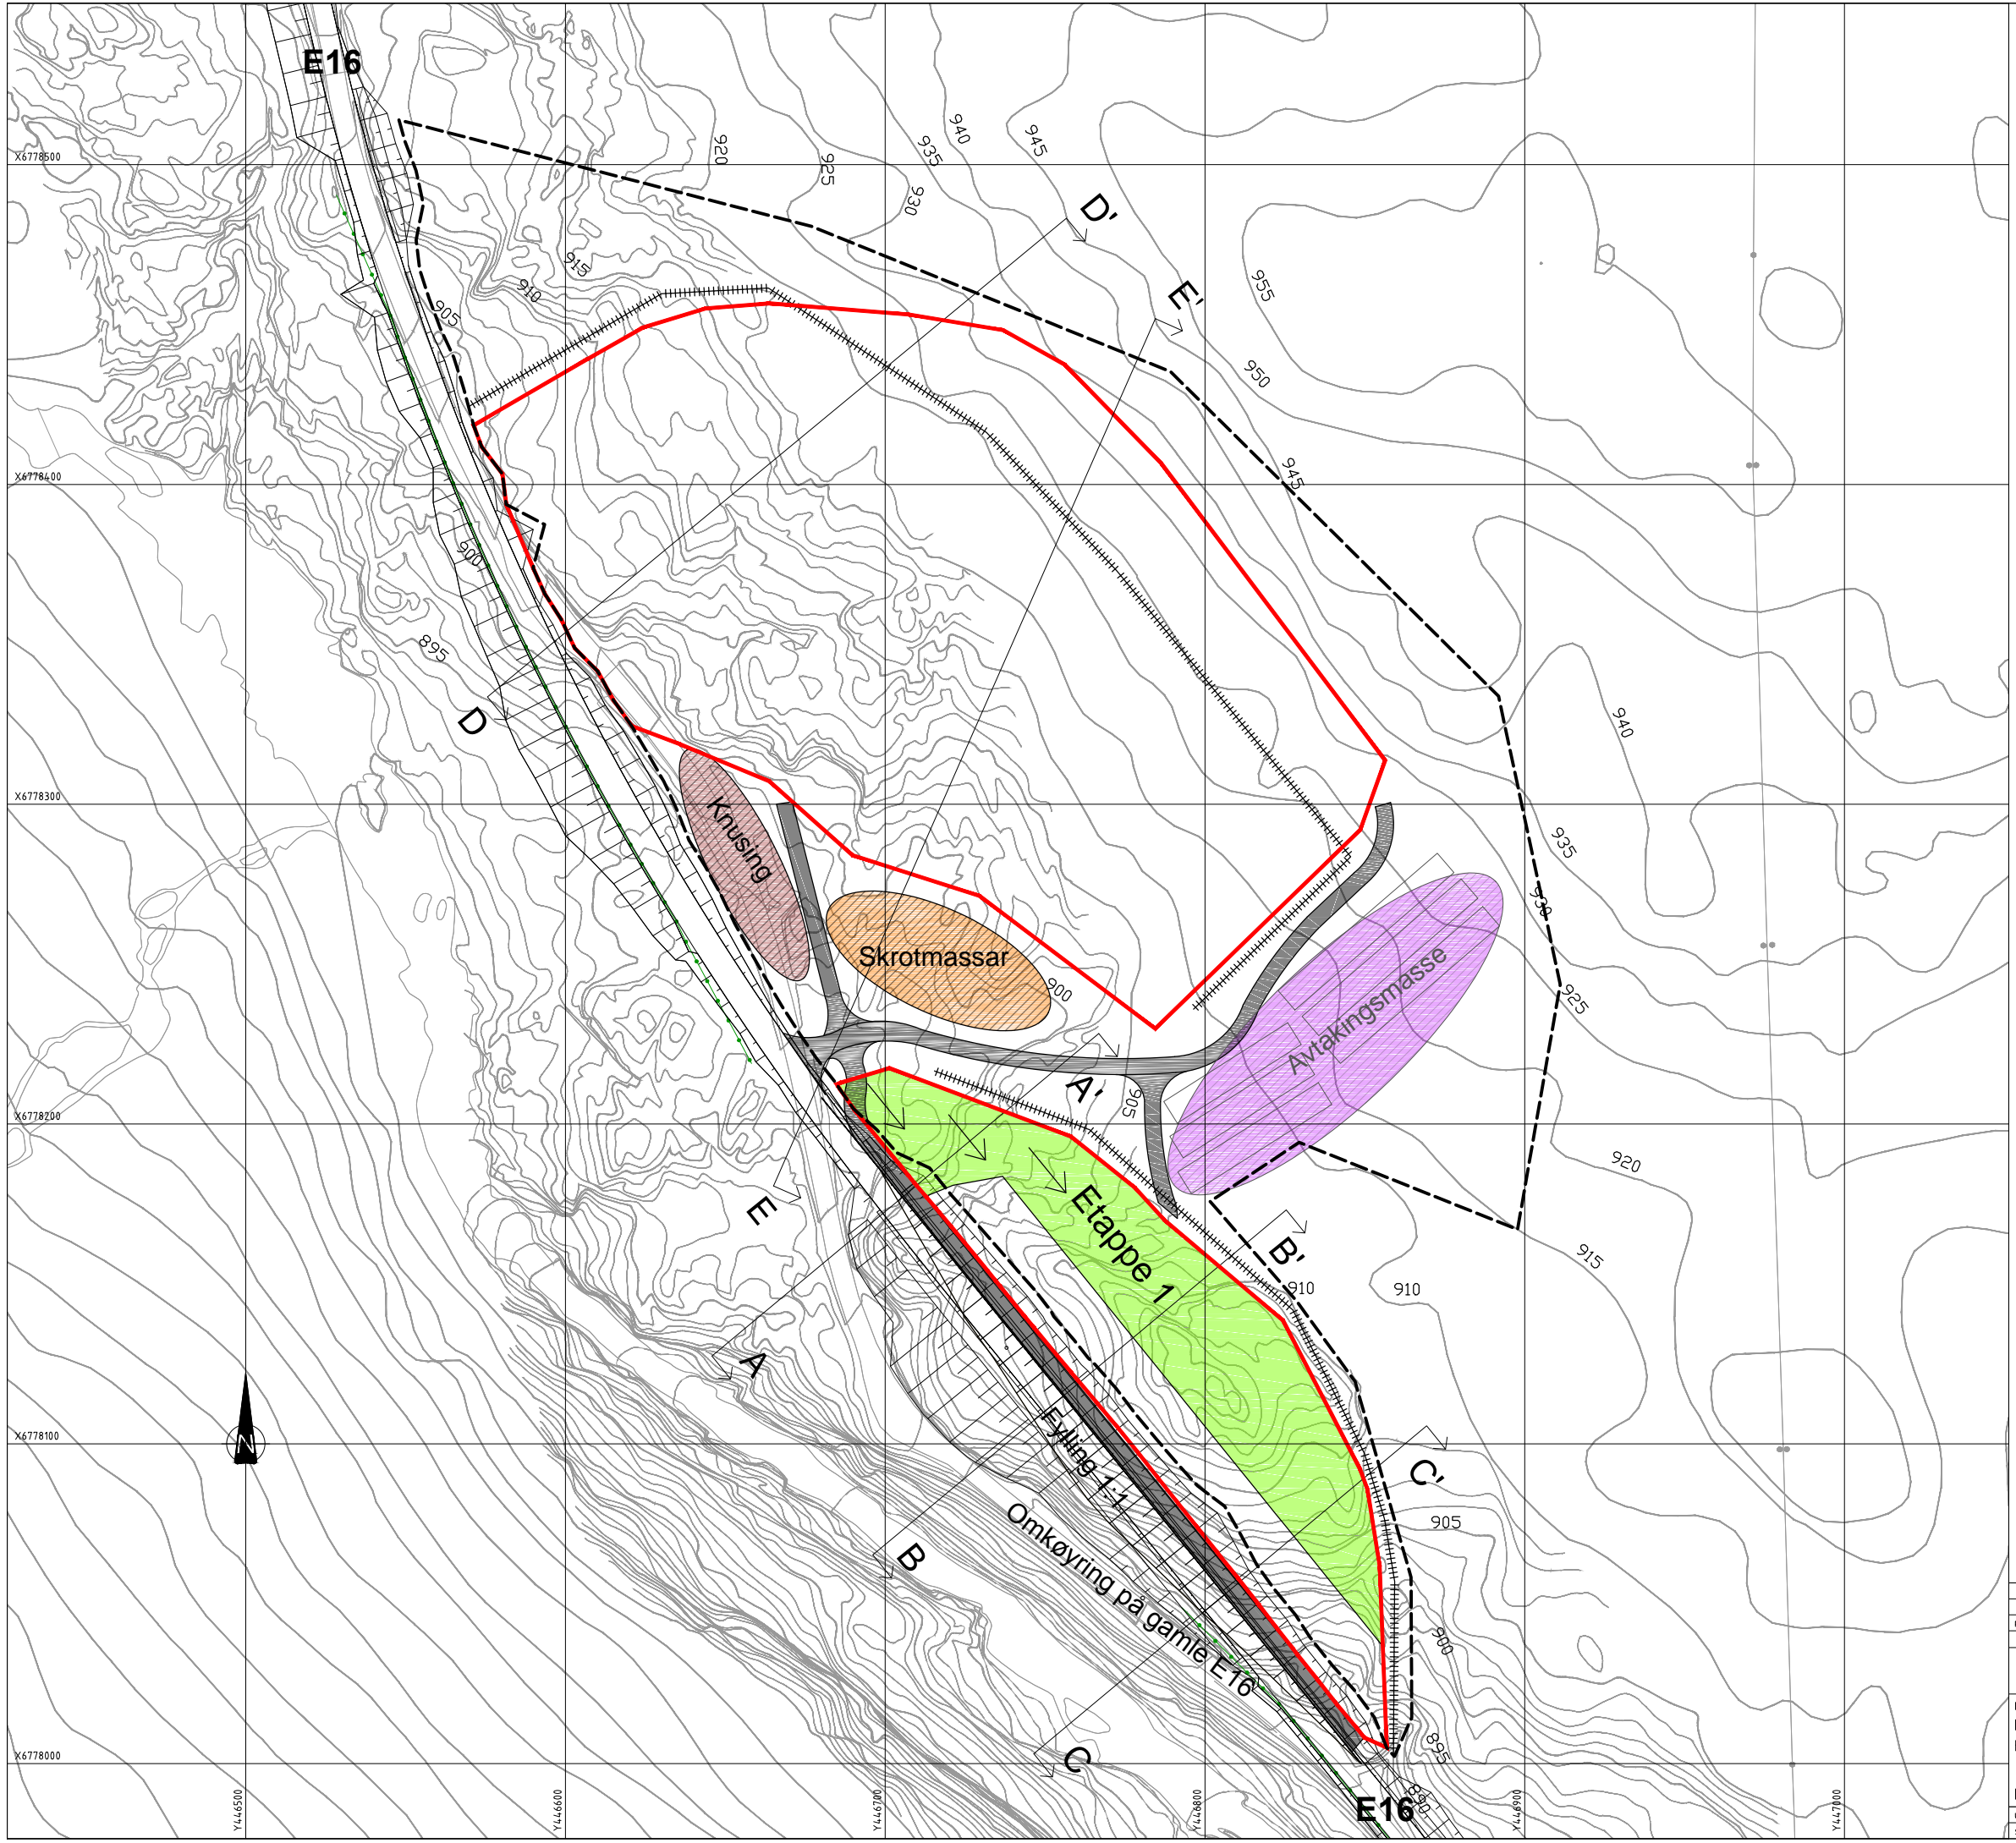 E16
X6778500
920
925
930
935
940
945
D'
E'
955
915
910
905
950
945
X6778400
900
895
D
940
X6778300
Knusing
935
930
Skrotmassar
900
Avtakingsmasse
925
A'
905
X6778200
920
E
Etappe 1
B'
915
910
910
A
N
X6778100
Fylling 1:1
C'
Omkøyring på gamle E16
905
B
900
C
895
X6778000
890
E16
Y446500
Y446600
Y446700
Y446800
Y446900
Y447000